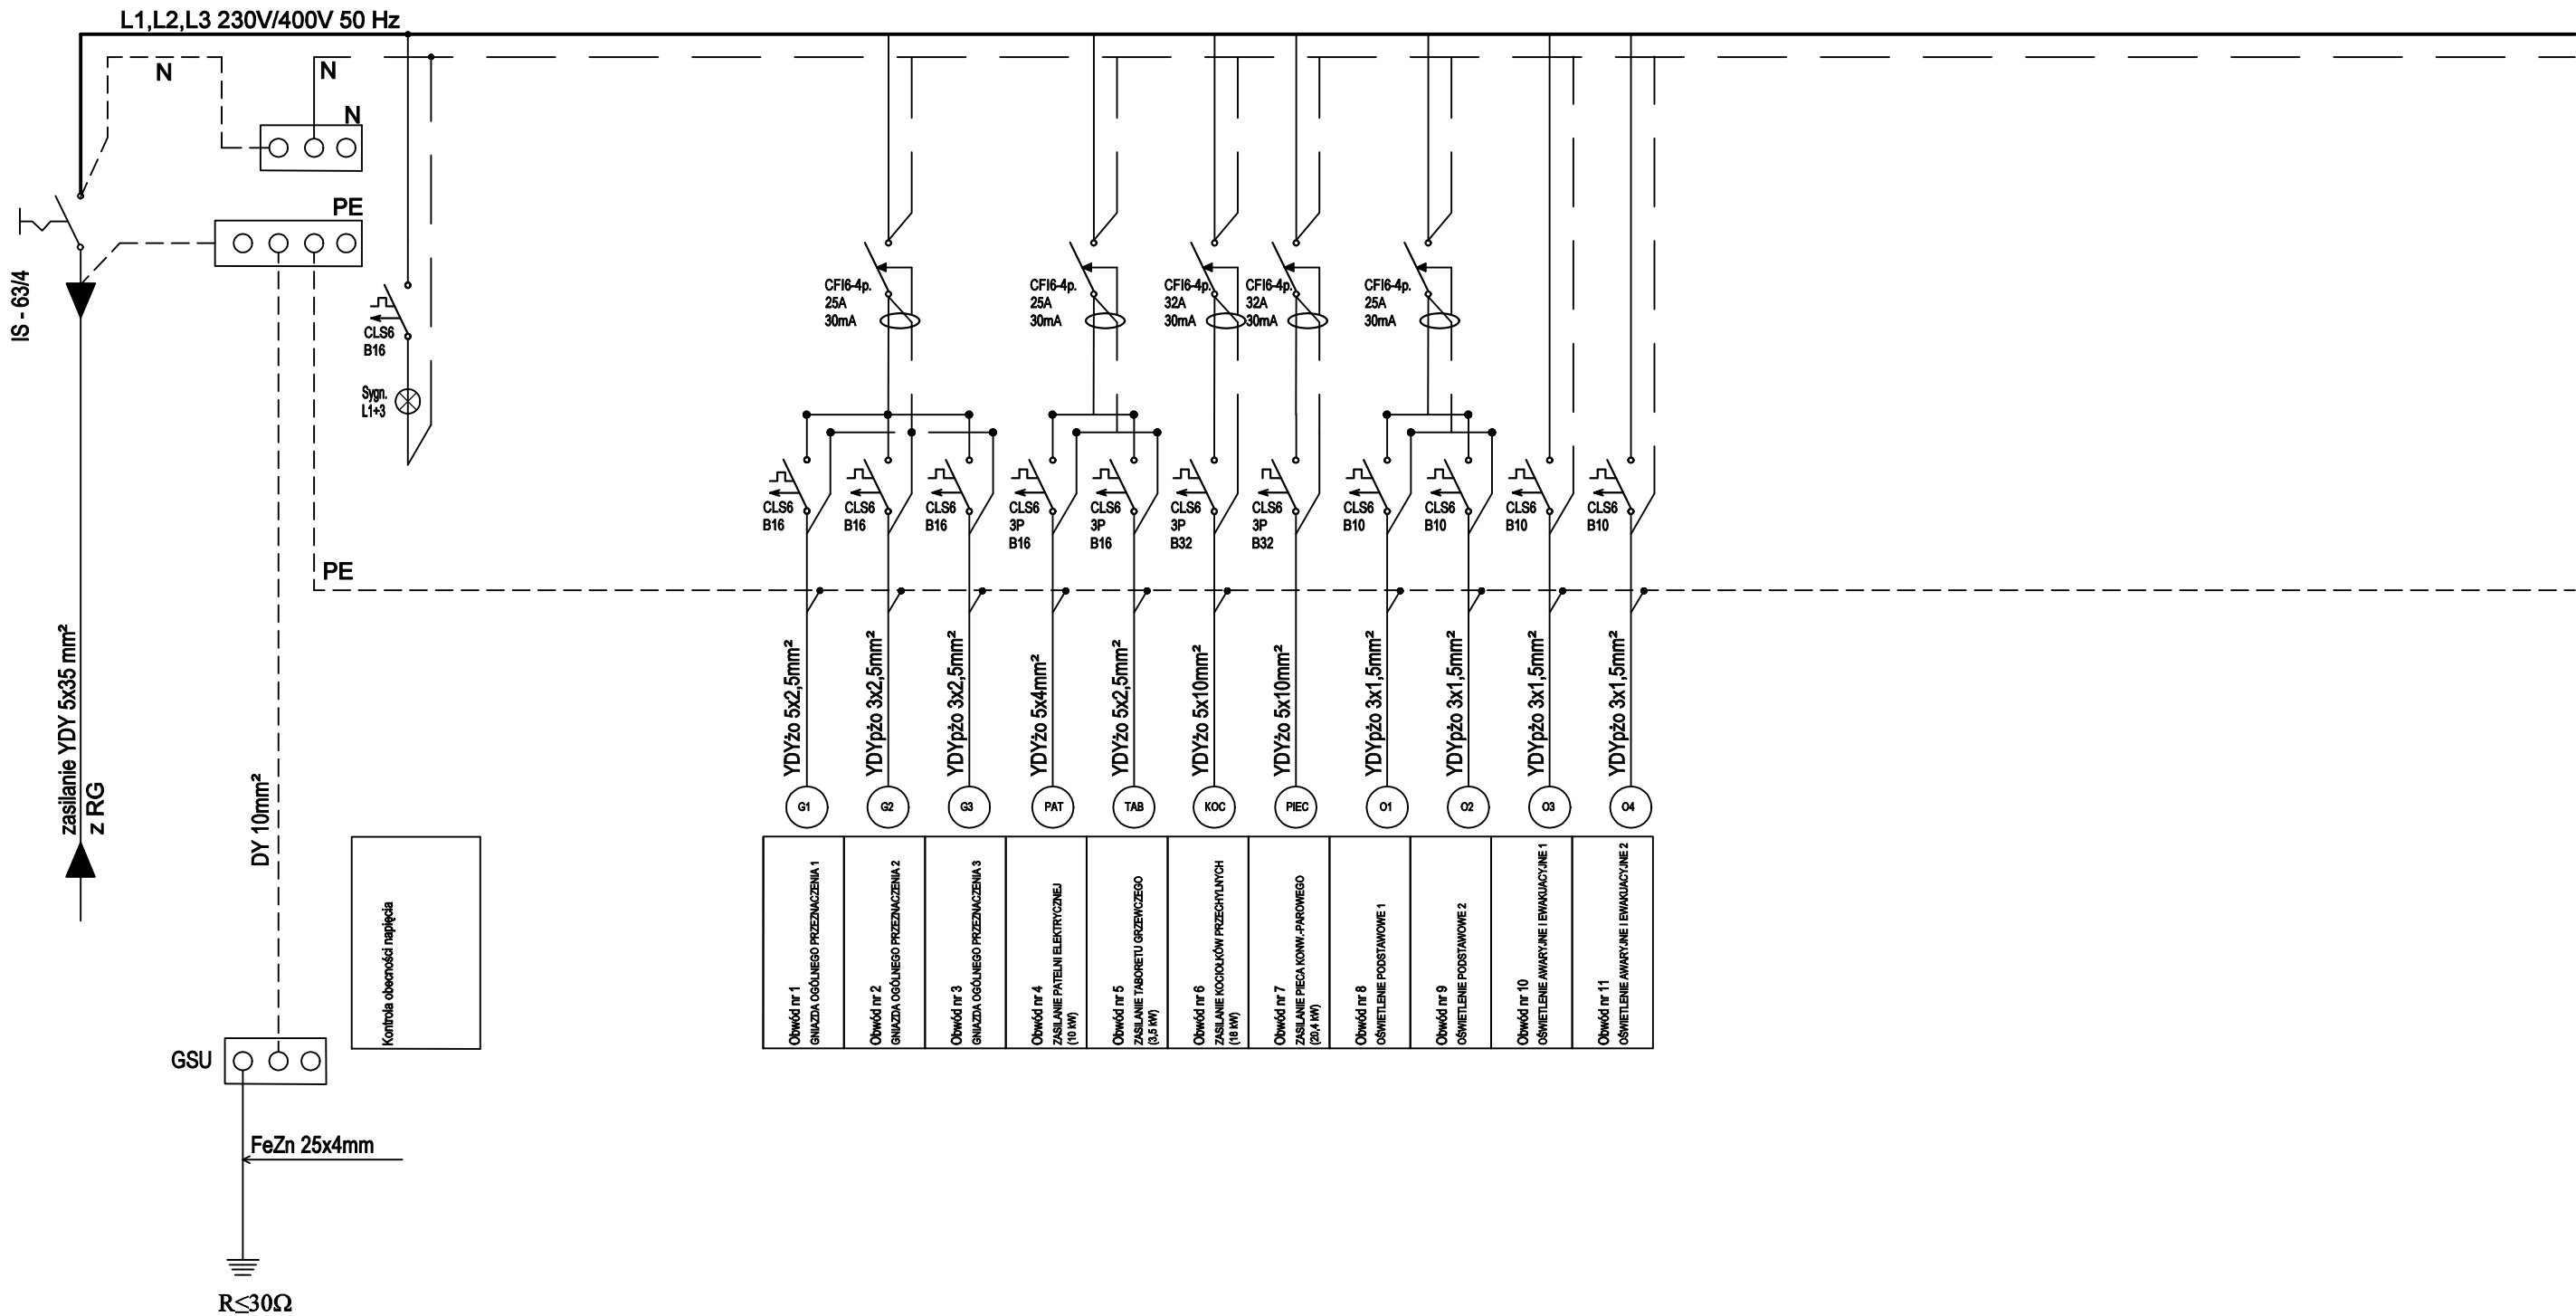 L1,L2,L3 230V/400V 50 Hz
N
N
N
PE
IS - 63/4
CLS6
B16
Sygn.
L1÷3
PE
zasilanie YDY 5x35 mm²
z RG
DY 10mm²
Kontrola obecności napięcia
GSU
FeZn 25x4mm
R≤30Ω
CFI6-4p.
25A
30mA
CFI6-4p.
25A
30mA
CFI6-4p.
32A
30mA
CFI6-4p.
32A
30mA
CFI6-4p.
25A
30mA
CLS6
B16
CLS6
B16
CLS6
B16
CLS6
3P
B16
CLS6
3P
B16
CLS6
3P
B32
CLS6
3P
B32
CLS6
B10
CLS6
B10
CLS6
B10
CLS6
B10
YDYżo 5x2,5mm²
YDYpżo 3x2,5mm²
YDYpżo 3x2,5mm²
YDYżo 5x4mm²
YDYżo 5x2,5mm²
YDYżo 5x10mm²
YDYżo 5x10mm²
YDYpżo 3x1,5mm²
YDYpżo 3x1,5mm²
YDYpżo 3x1,5mm²
YDYpżo 3x1,5mm²
G1
G2
G3
PAT
TAB
KOC
PIEC
O1
O2
O3
O4
Obwód nr 1
GNIAZDA OGÓLNEGO PRZEZNACZENIA 1
Obwód nr 2
GNIAZDA OGÓLNEGO PRZEZNACZENIA 2
Obwód nr 3
GNIAZDA OGÓLNEGO PRZEZNACZENIA 3
Obwód nr 4
ZASILANIE PATELNI ELEKTRYCZNEJ
(10 kW)
Obwód nr 5
ZASILANIE TABORETU GRZEWCZEGO
(3,5 kW)
Obwód nr 6
ZASILANIE KOCIOŁKÓW PRZECHYLNYCH
(18 kW)
Obwód nr 7
ZASILANIE PIECA KONW.-PAROWEGO
(20,4 kW)
Obwód nr 8
OŚWIETLENIE PODSTAWOWE 1
Obwód nr 9
OŚWIETLENIE PODSTAWOWE 2
Obwód nr 10
OŚWIETLENIE AWARYJNE I EWAKUACYJNE 1
Obwód nr 11
OŚWIETLENIE AWARYJNE I EWAKUACYJNE 2